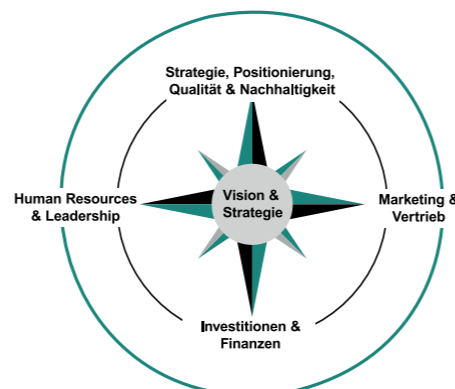 Strategie, Positionierung,
Qualität & Nachhaltigkeit
Human Resources
& Leadership
Vision &
Strategie
Marketing &
Vertrieb
Investitionen &
Finanzen